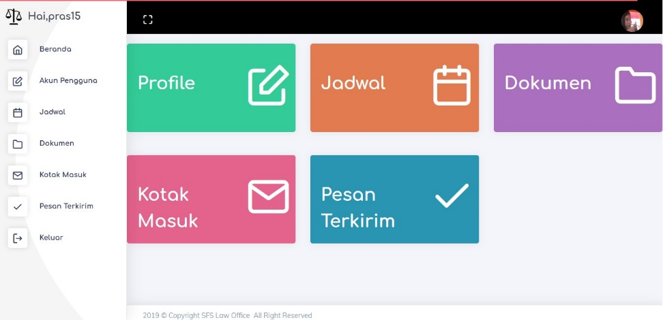 Hai,pras15
Beranda
Akun Pengguna
Jadwal
Dokumen
Kotak Masuk
Pesan Terkirim
Keluar
Profile
Jadwal
Dokumen
Kotak
Masuk
Pesan
Terkirim
2019 © Copyright SFS Law Office All Right Reserved